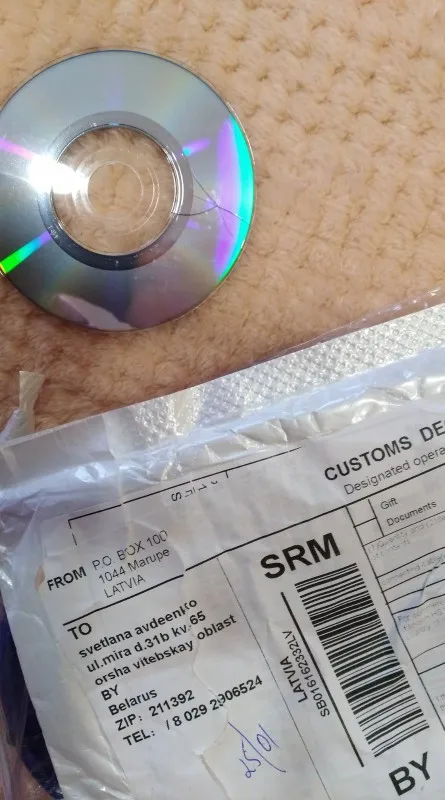 CUSTOMS DE
Designated opera
Gift
Documents
FROM P.O. BOX 100
1044 Marupe
LATVIA
SRM
TO
svetlana avdeenko
ul.mira d.31b kv.65
orsha vitebskay oblast
BY
Belarus
ZIP: 211392
TEL: / 8 029 2906524
LATVIA
SB016162332LV
25/01
BY